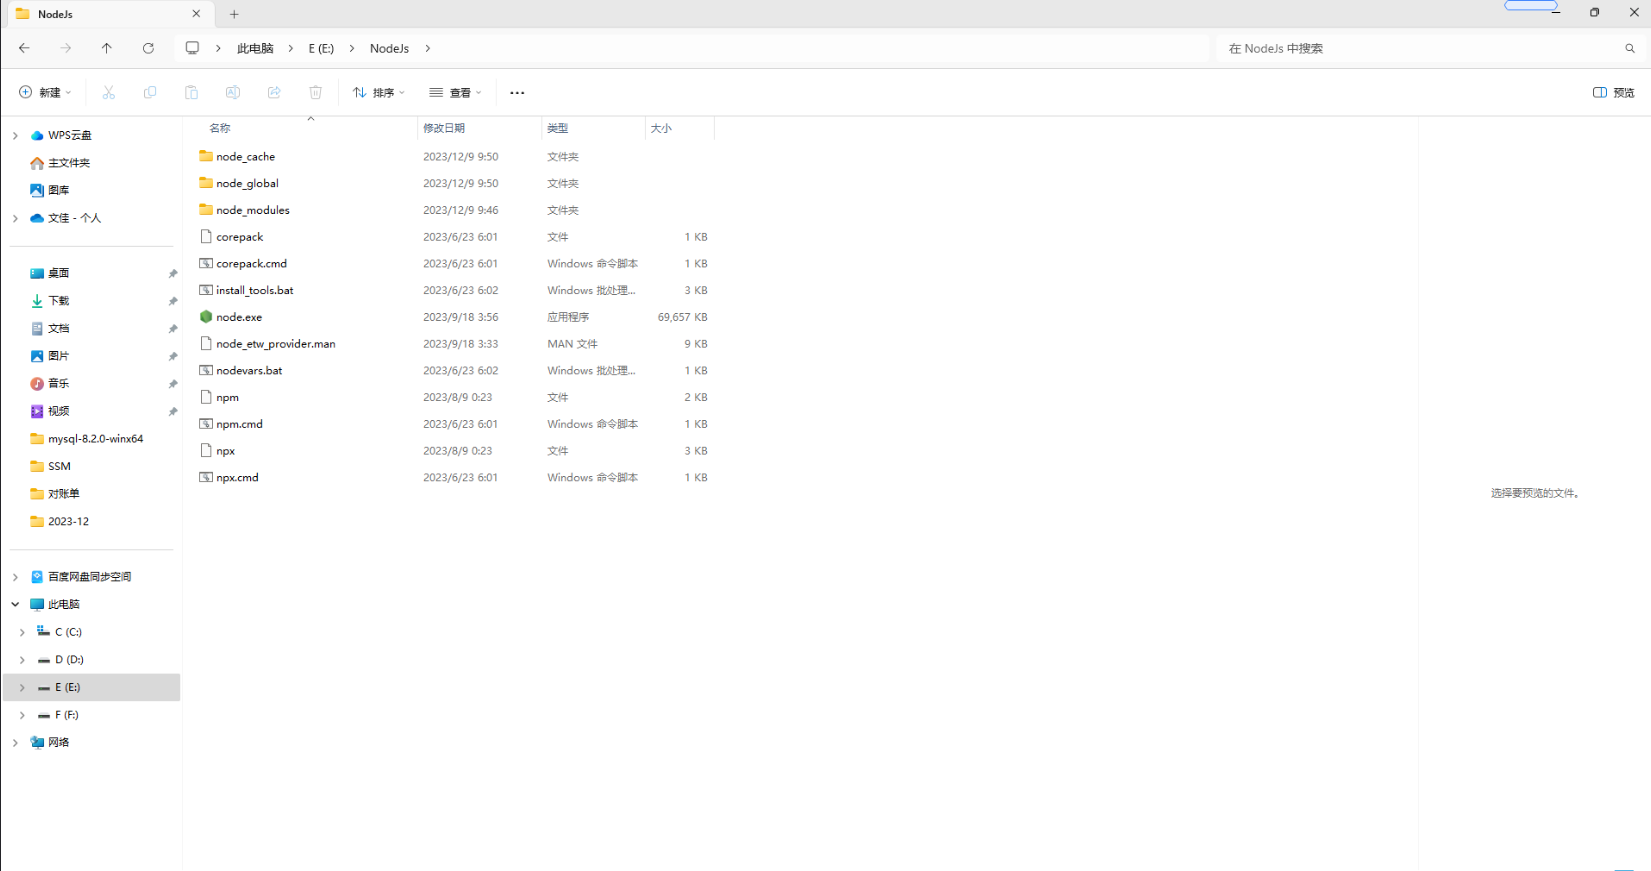 NodeJs
此电脑 E (E:) NodeJs
在 NodeJs 中搜索
新建 排序 查看 ... 预览
名称 修改日期 类型 大小
node_cache 2023/12/9 9:50 文件夹
node_global 2023/12/9 9:50 文件夹
node_modules 2023/12/9 9:46 文件夹
corepack 2023/6/23 6:01 文件 1 KB
corepack.cmd 2023/6/23 6:01 Windows 命令脚本 1 KB
install_tools.bat 2023/6/23 6:02 Windows 批处理... 3 KB
node.exe 2023/9/18 3:56 应用程序 69,657 KB
node_etw_provider.man 2023/9/18 3:33 MAN 文件 9 KB
nodevars.bat 2023/6/23 6:02 Windows 批处理... 1 KB
npm 2023/8/9 0:23 文件 2 KB
npm.cmd 2023/6/23 6:01 Windows 命令脚本 1 KB
npx 2023/8/9 0:23 文件 3 KB
npx.cmd 2023/6/23 6:01 Windows 命令脚本 1 KB
WPS云盘
主文件夹
图库
文佳 - 个人
桌面
下载
文档
图片
音乐
视频
mysql-8.2.0-winx64
SSM
对账单
2023-12
百度网盘同步空间
此电脑
C (C:)
D (D:)
E (E:)
F (F:)
网络
选择要预览的文件。